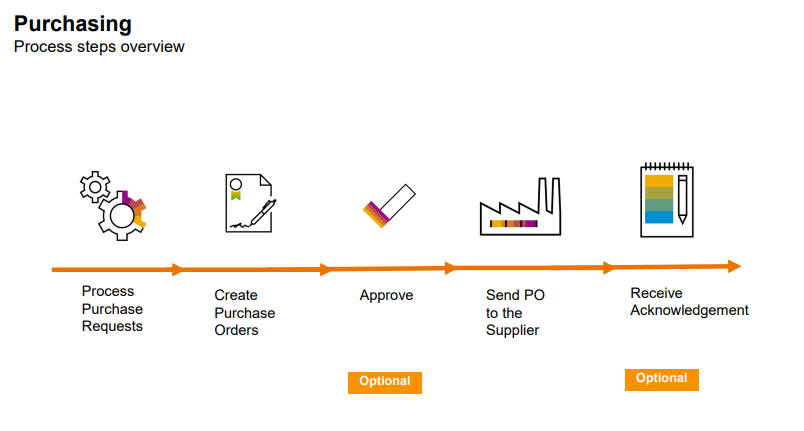 Purchasing
Process steps overview
Process
Purchase
Requests
Create
Purchase
Orders
Approve
Send PO
to the
Supplier
Receive
Acknowledgement
Optional
Optional